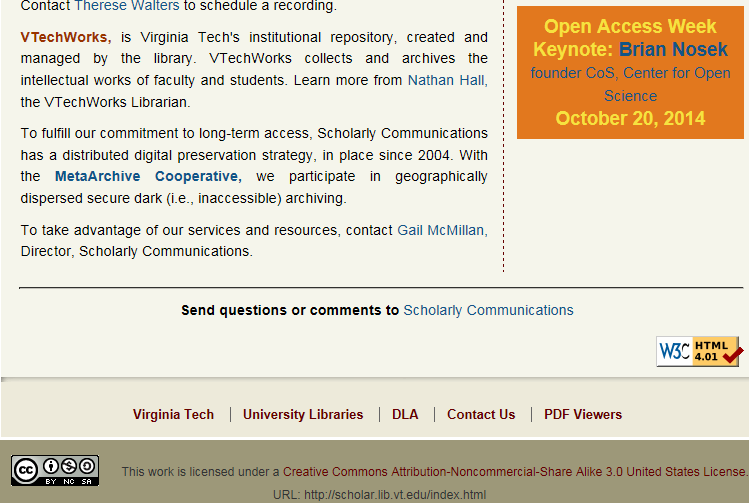 Contact Therese Walters to schedule a recording.
VTechWorks, is Virginia Tech's institutional repository, created and
managed by the library. VTechWorks collects and archives the
intellectual works of faculty and students. Learn more from Nathan Hall,
the VTechWorks Librarian.
To fulfill our commitment to long-term access, Scholarly Communications
has a distributed digital preservation strategy, in place since 2004. With
the MetaArchive Cooperative, we participate in geographically
dispersed secure dark (i.e., inaccessible) archiving.
To take advantage of our services and resources, contact Gail McMillan,
Director, Scholarly Communications.
Open Access Week
Keynote: Brian Nosek
founder CoS, Center for Open
Science
October 20, 2014
Send questions or comments to Scholarly Communications
W3C HTML
4.01
Virginia Tech | University Libraries | DLA | Contact Us | PDF Viewers
cc
BY NC SA
This work is licensed under a Creative Commons Attribution-Noncommercial-Share Alike 3.0 United States License.
URL: http://scholar.lib.vt.edu/index.html